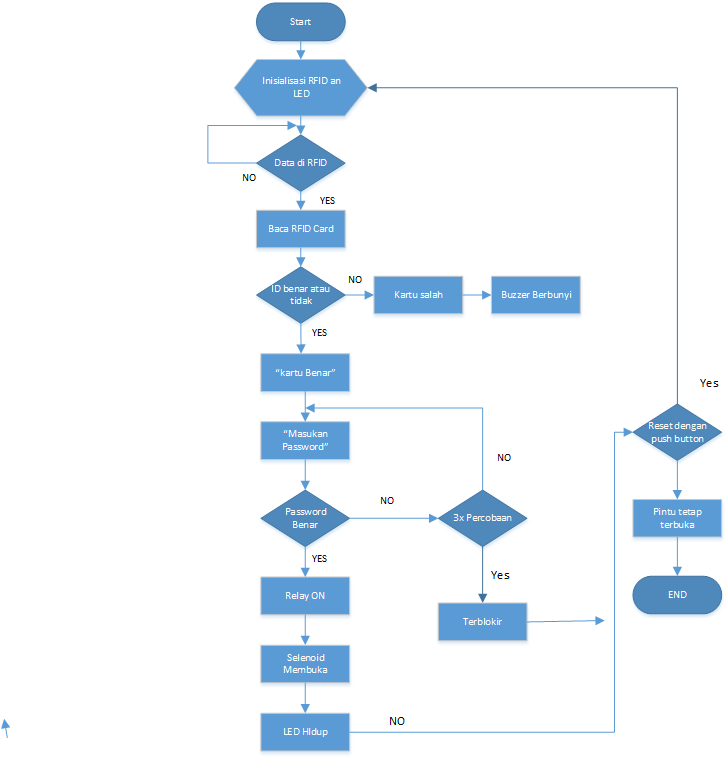 Start
Inisialisasi RFID an
LED
Data di RFID
NO
YES
Baca RFID Card
ID benar atau
tidak
NO
Kartu salah
Buzzer Berbunyi
YES
“kartu Benar”
“Masukan
Password”
NO
Password
Benar
NO
3x Percobaan
YES
Yes
Relay ON
Terblokir
Selenoid
Membuka
LED HIdup
NO
Yes
Reset dengan
push button
Pintu tetap
terbuka
END